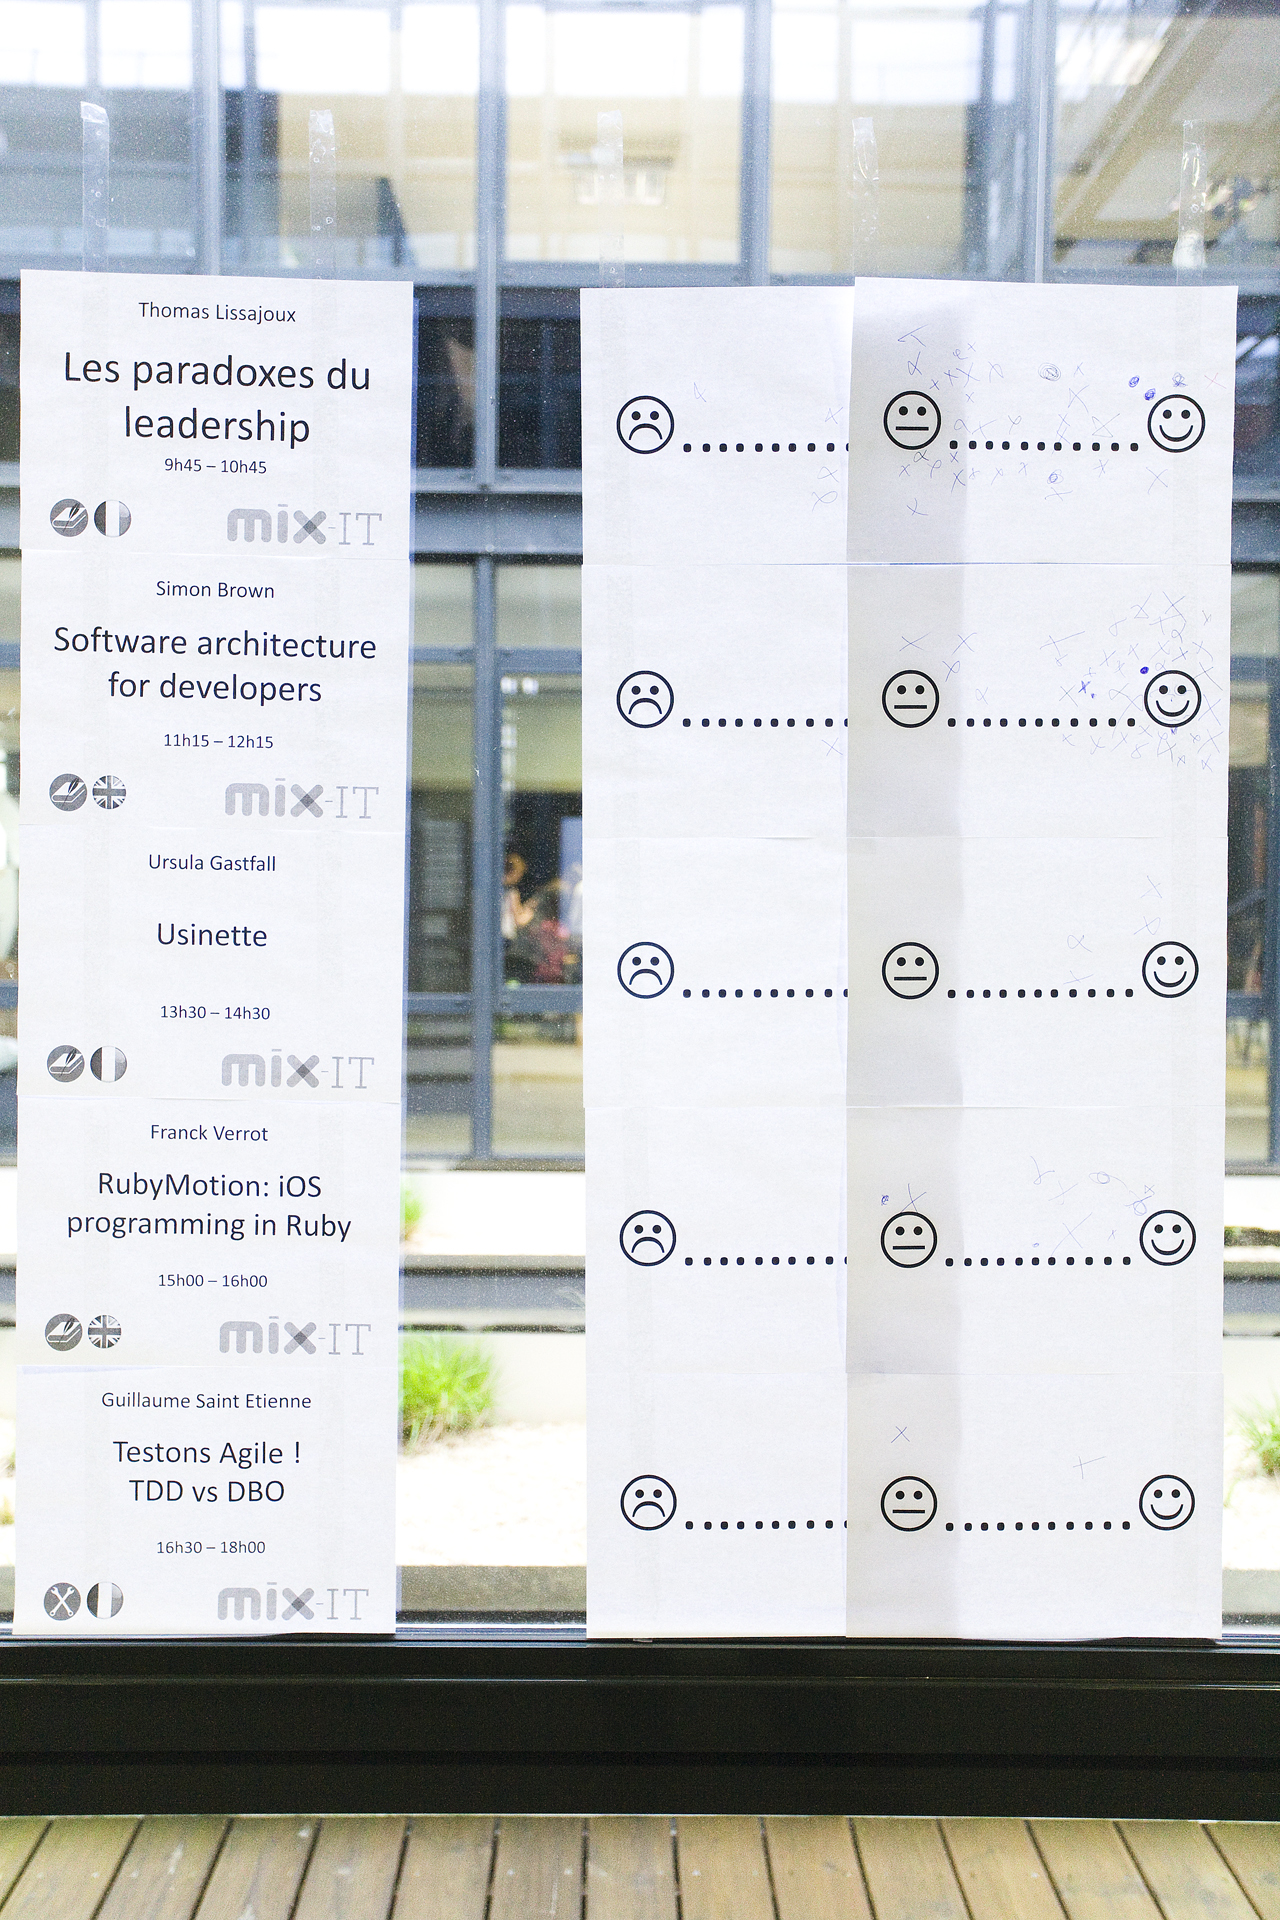 Thomas Lissajoux
Les paradoxes du
leadership
9h45 – 10h45
mix-IT
Simon Brown
Software architecture
for developers
11h15 – 12h15
mix-IT
Ursula Gastfall
Usinette
13h30 – 14h30
mix-IT
Franck Verrot
RubyMotion: iOS
programming in Ruby
15h00 – 16h00
mix-IT
Guillaume Saint Etienne
Testons Agile !
TDD vs DBO
16h30 – 18h00
mix-IT